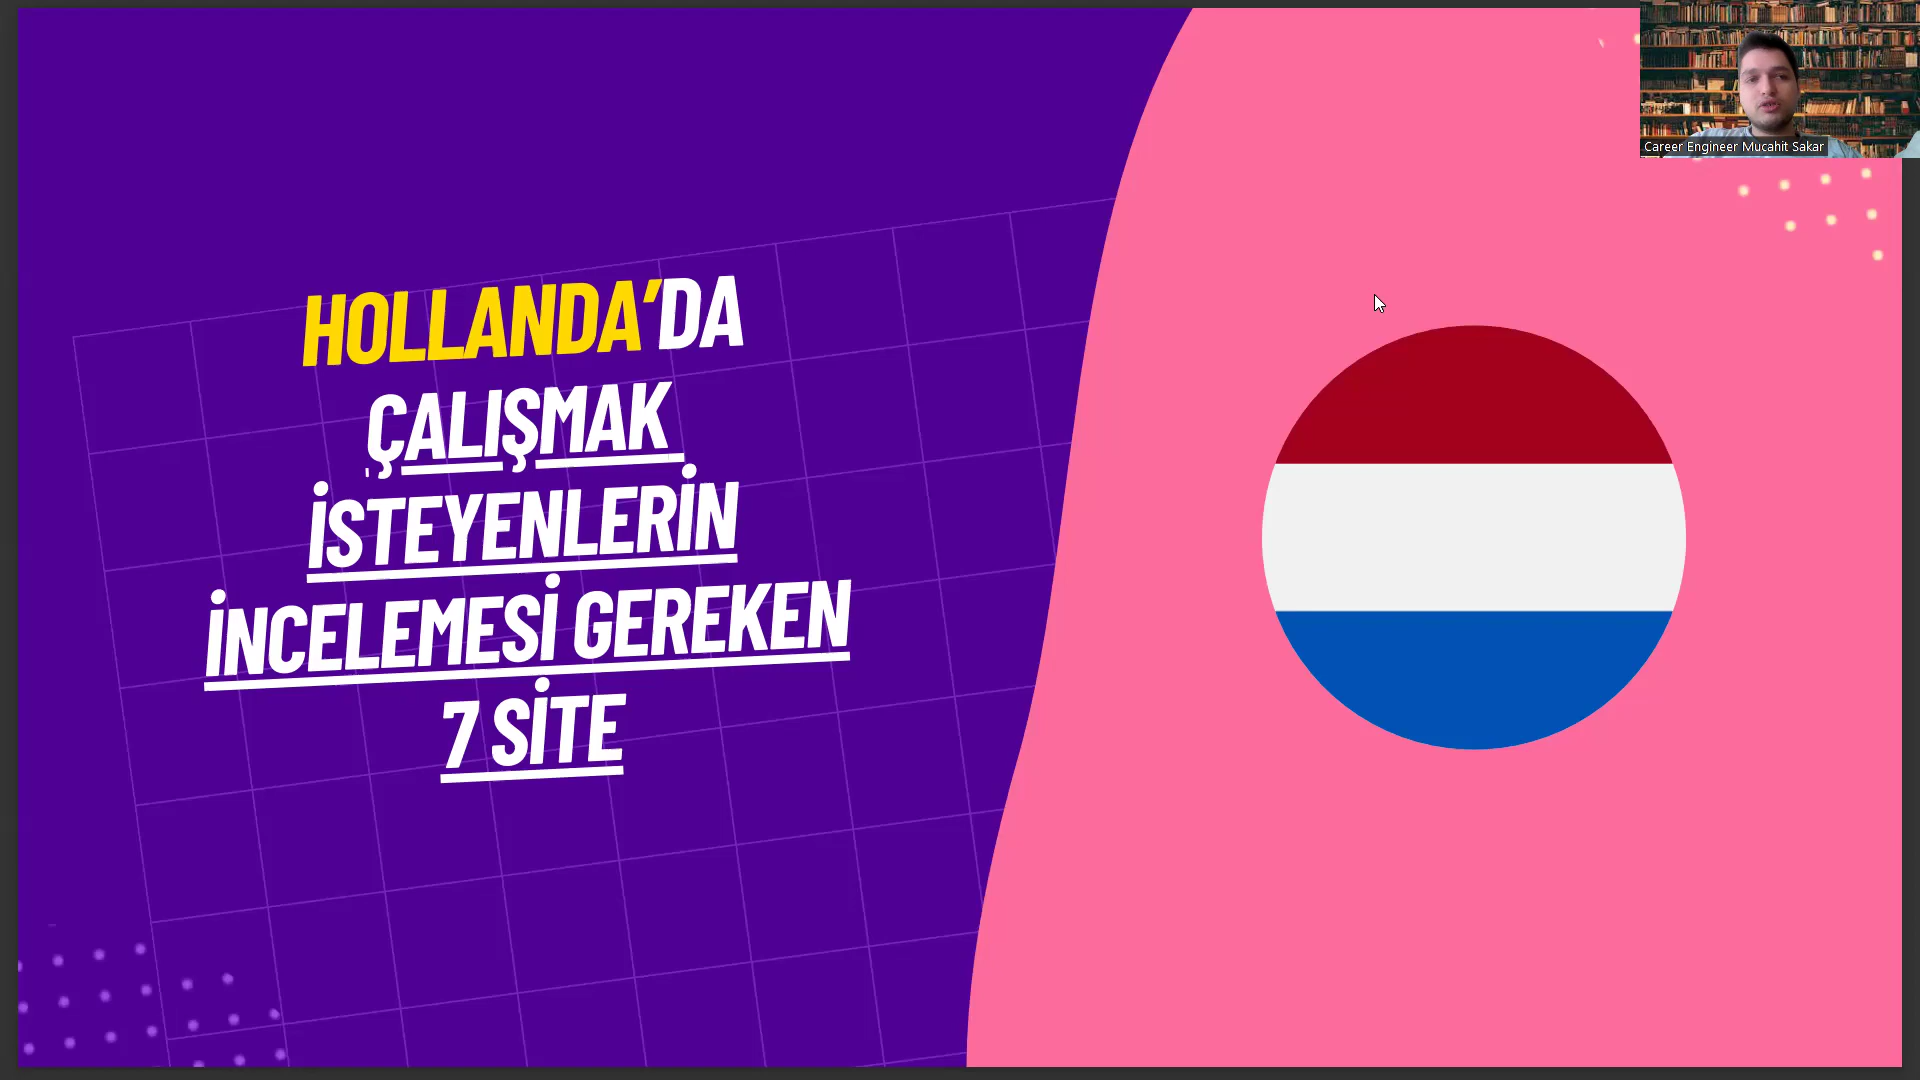 HOLLANDA'DA
ÇALIŞMAK
İSTEYENLERİN
İNCELEMESİ GEREKEN
7 SİTE
Career Engineer Mucahit Sakar